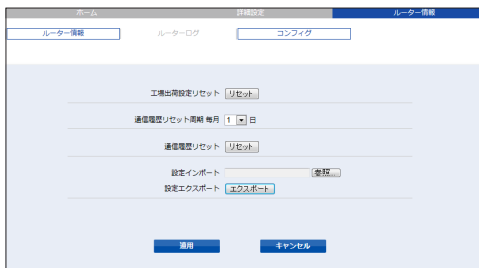 ホーム 詳細設定 ルーター情報
ルーター情報 ルーターログ コンフィグ
工場出荷設定リセット リセット
通信履歴リセット周期 毎月 1 日
通信履歴リセット リセット
設定インポート 参照...
設定エクスポート エクスポート
適用 キャンセル